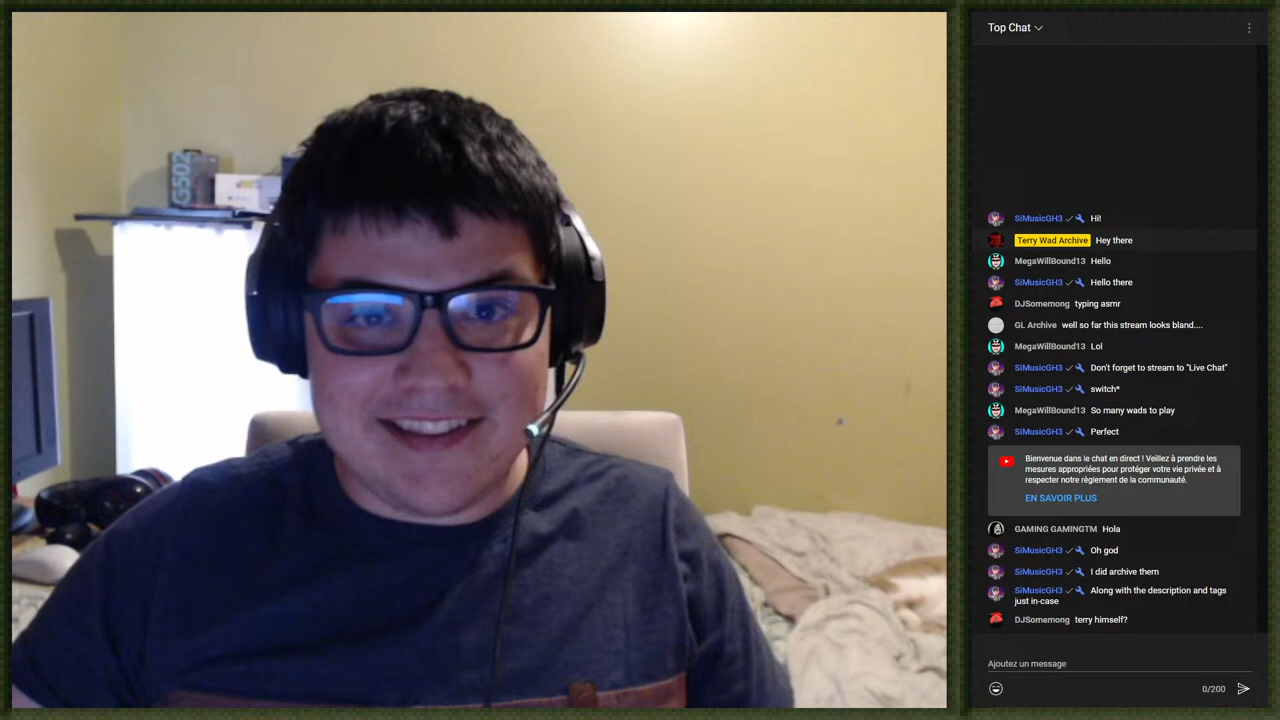 G502
Top Chat
SiMusicGH3 Hi!
Terry Wad Archive Hey there
MegaWillBound13 Hello
SiMusicGH3 Hello there
DJSomemong typing asmr
GL Archive well so far this stream looks bland....
MegaWillBound13 Lol
SiMusicGH3 Don't forget to stream to "Live Chat"
SiMusicGH3 switch*
MegaWillBound13 So many wads to play
SiMusicGH3 Perfect
Bienvenue dans le chat en direct ! Veillez à prendre les
mesures appropriées pour protéger votre vie privée et à
respecter notre règlement de la communauté.
EN SAVOIR PLUS
GAMING GAMINGTM Hola
SiMusicGH3 Oh god
SiMusicGH3 I did archive them
SiMusicGH3 Along with the description and tags
just in-case
DJSomemong terry himself?
Ajoutez un message
0/200